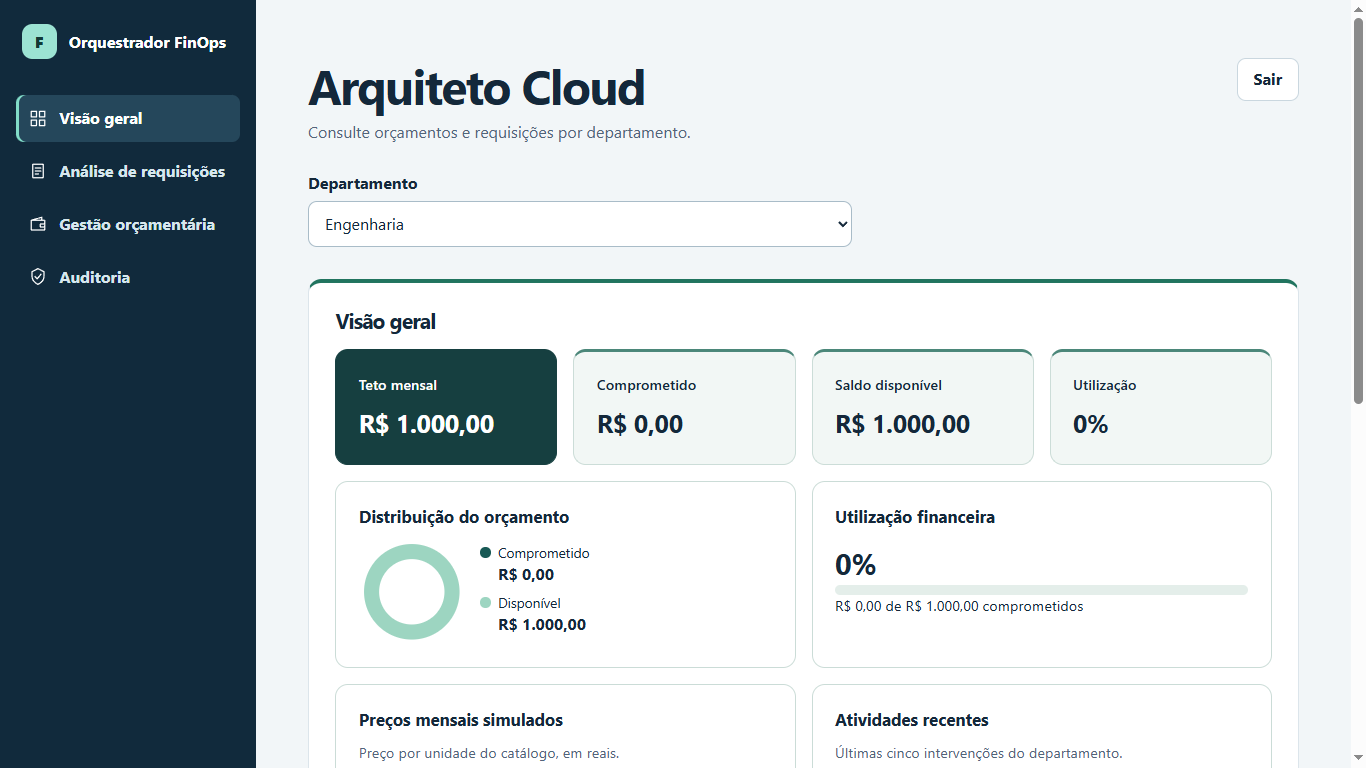 F
Orquestrador FinOps
Visão geral
Análise de requisições
Gestão orçamentária
Auditoria
Arquiteto Cloud
Sair
Consulte orçamentos e requisições por departamento.
Departamento
Engenharia
Visão geral
Teto mensal
R$ 1.000,00
Comprometido
R$ 0,00
Saldo disponível
R$ 1.000,00
Utilização
0%
Distribuição do orçamento
Comprometido
R$ 0,00
Disponível
R$ 1.000,00
Utilização financeira
0%
R$ 0,00 de R$ 1.000,00 comprometidos
Preços mensais simulados
Preço por unidade do catálogo, em reais.
Atividades recentes
Últimas cinco intervenções do departamento.